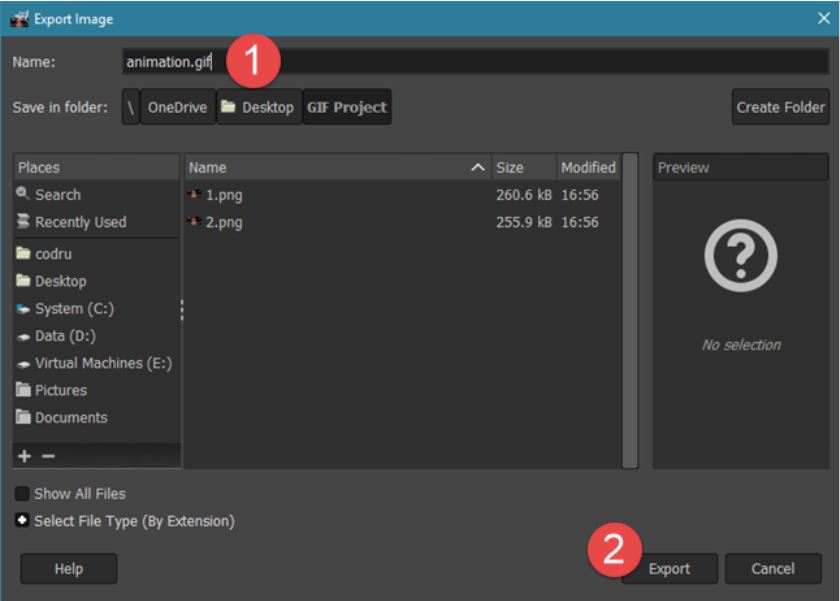 Export Image
Name: animation.gif 1
Save in folder: \ OneDrive Desktop GIF Project Create Folder
Places Name Size Modified Preview
Search 1.png 260.6 kB 16:56
Recently Used 2.png 255.9 kB 16:56
codru
Desktop
System (C:)
Data (D:)
No selection
Virtual Machines (E:)
Pictures
Documents
Show All Files
Select File Type (By Extension)
Help 2 Export Cancel